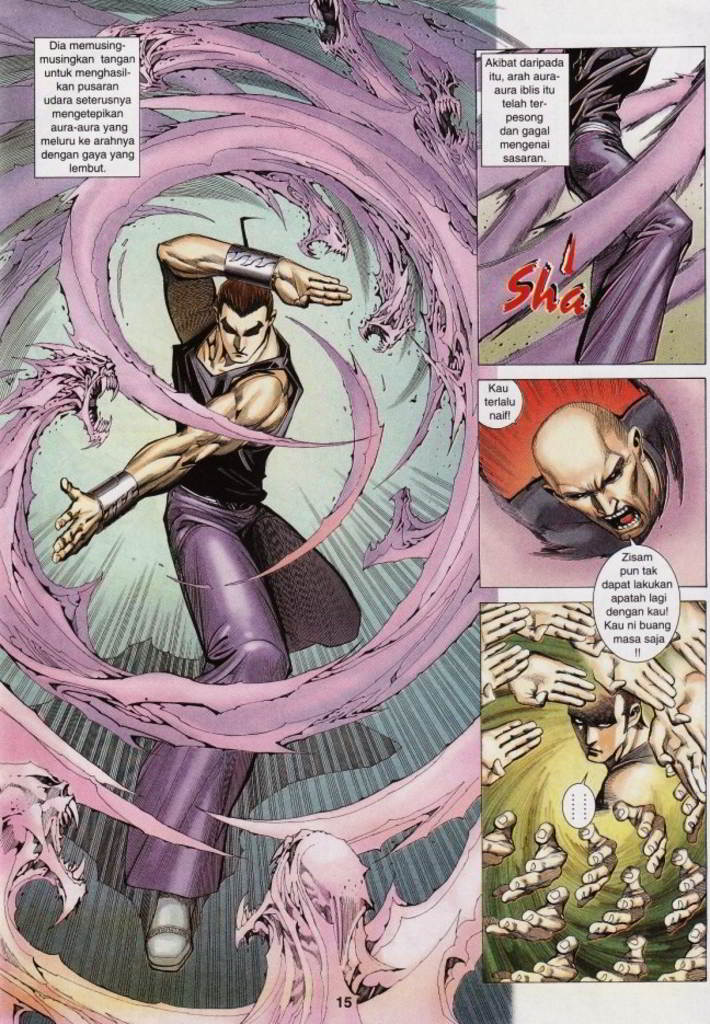 Dia memusing-
musingkan tangan
untuk menghasil-
kan pusaran
udara seterusnya
mengetepikan
aura-aura yang
meluru ke arahnya
dengan gaya yang
lembut.
Akibat daripada
itu, arah aura-
aura iblis itu
telah ter-
pesong
dan gagal
mengenai
sasaran.
Sha
Kau
terlalu
naif!
Zisam
pun tak
dapat lakukan
apatah lagi
dengan kau!
Kau ni buang
masa saja
!!
15